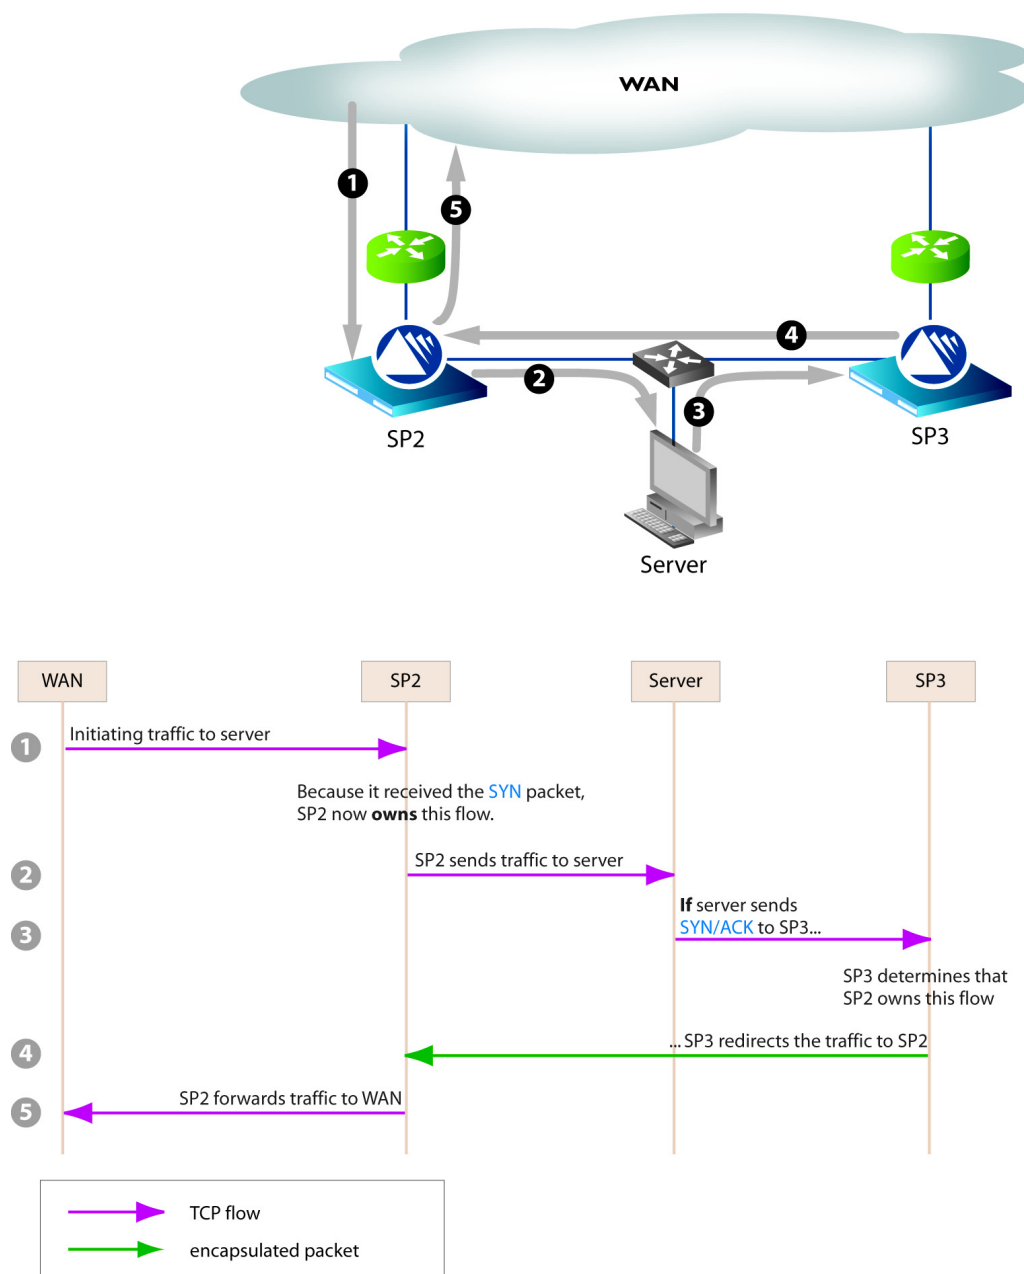 WAN
1
5
4
2
3
SP2
SP3
Server
WAN
SP2
Server
SP3
1
Initiating traffic to server
Because it received the SYN packet,
SP2 now owns this flow.
2
SP2 sends traffic to server
If server sends
3
SYN/ACK to SP3...
SP3 determines that
SP2 owns this flow
4
... SP3 redirects the traffic to SP2
5
SP2 forwards traffic to WAN
TCP flow
encapsulated packet